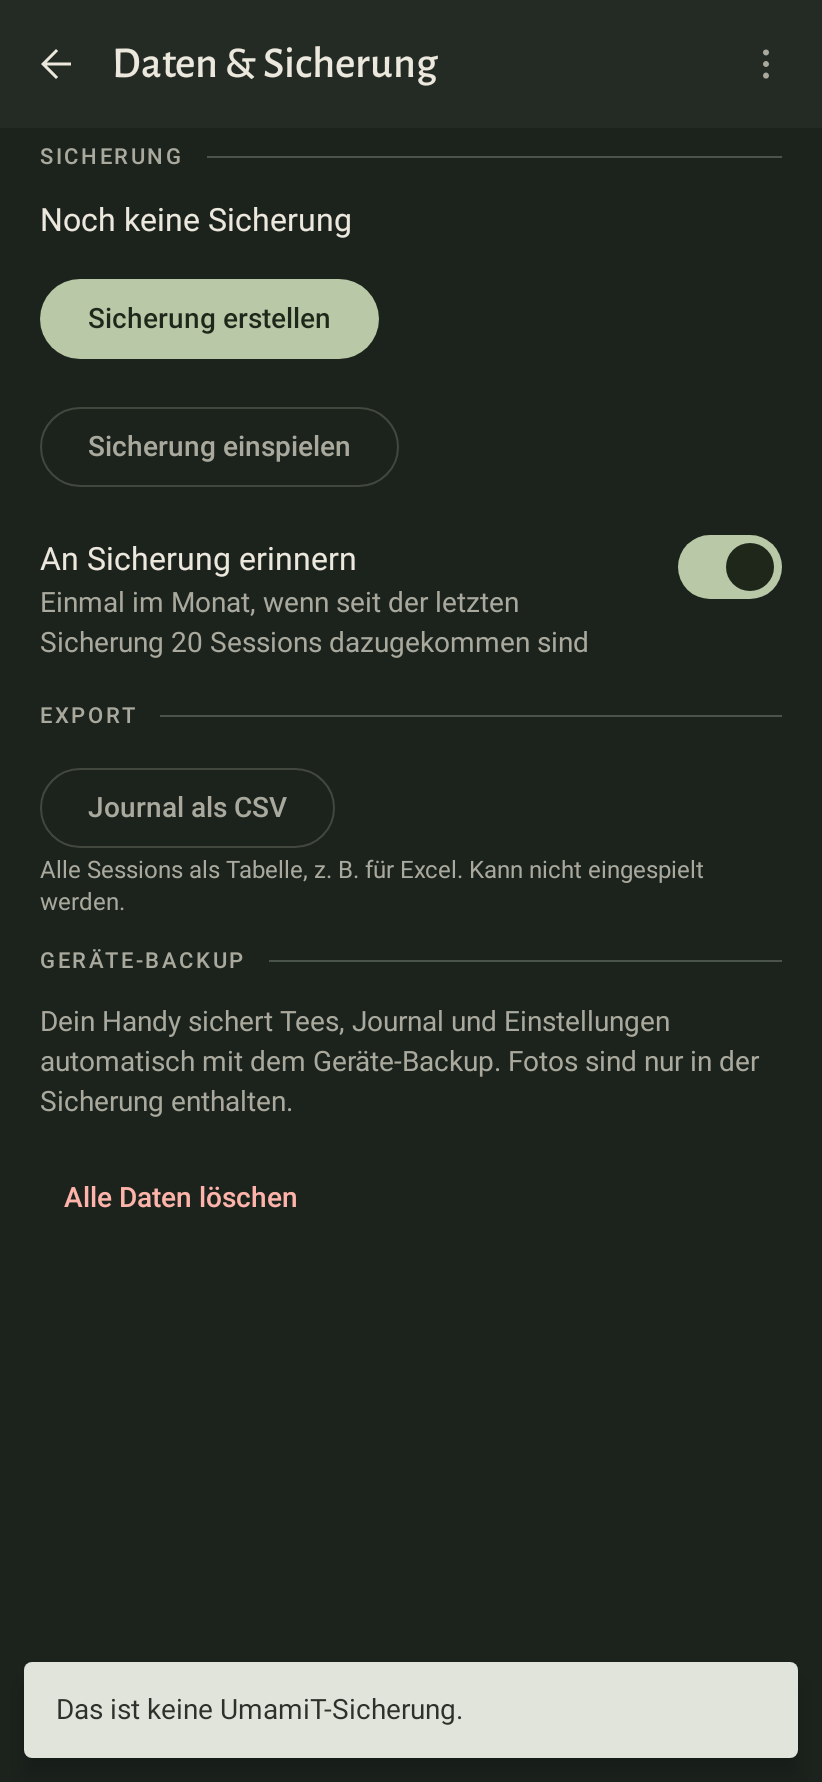 Daten & Sicherung
SICHERUNG
Noch keine Sicherung
Sicherung erstellen
Sicherung einspielen
An Sicherung erinnern
Einmal im Monat, wenn seit der letzten
Sicherung 20 Sessions dazugekommen sind
EXPORT
Journal als CSV
Alle Sessions als Tabelle, z. B. für Excel. Kann nicht eingespielt
werden.
GERÄTE-BACKUP
Dein Handy sichert Tees, Journal und Einstellungen
automatisch mit dem Geräte-Backup. Fotos sind nur in der
Sicherung enthalten.
Alle Daten löschen
Das ist keine UmamiT-Sicherung.